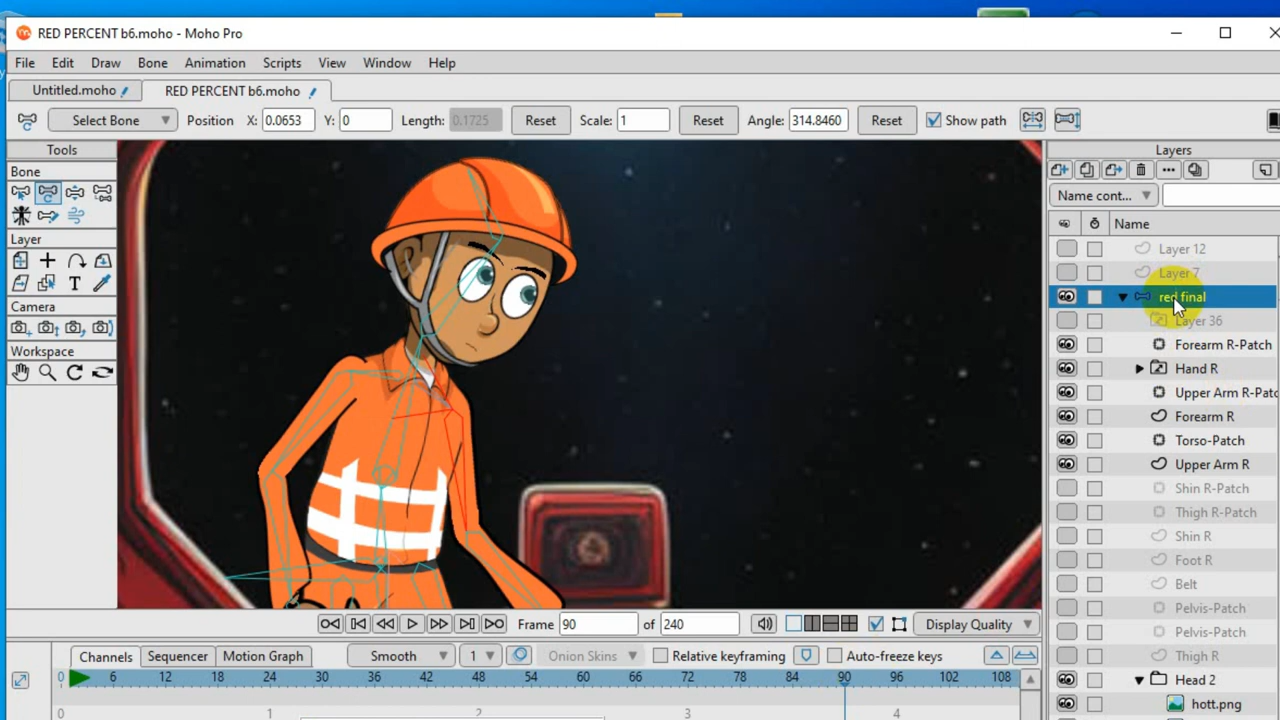 RED PERCENT b6.moho - Moho Pro
File Edit Draw Bone Animation Scripts View Window Help
Untitled.moho RED PERCENT b6.moho
Select Bone Position X: 0.0653 Y: 0 Length: 0.1725 Reset Scale: 1 Reset Angle: 314.8460 Reset Show path
Tools
Bone
Layer
Camera
Workspace
Layers
Name cont...
Name
Layer 12
Layer 7
red final
Layer 36
Forearm R-Patch
Hand R
Upper Arm R-Patc
Forearm R
Torso-Patch
Upper Arm R
Shin R-Patch
Thigh R-Patch
Shin R
Foot R
Belt
Pelvis-Patch
Pelvis-Patch
Thigh R
Head 2
hott.png
Frame 90 of 240 Display Quality
Channels Sequencer Motion Graph Smooth 1 Onion Skins Relative keyframing Auto-freeze keys
0 6 12 18 24 30 36 42 48 54 60 66 72 78 84 90 96 102 108
0 1 2 3 4